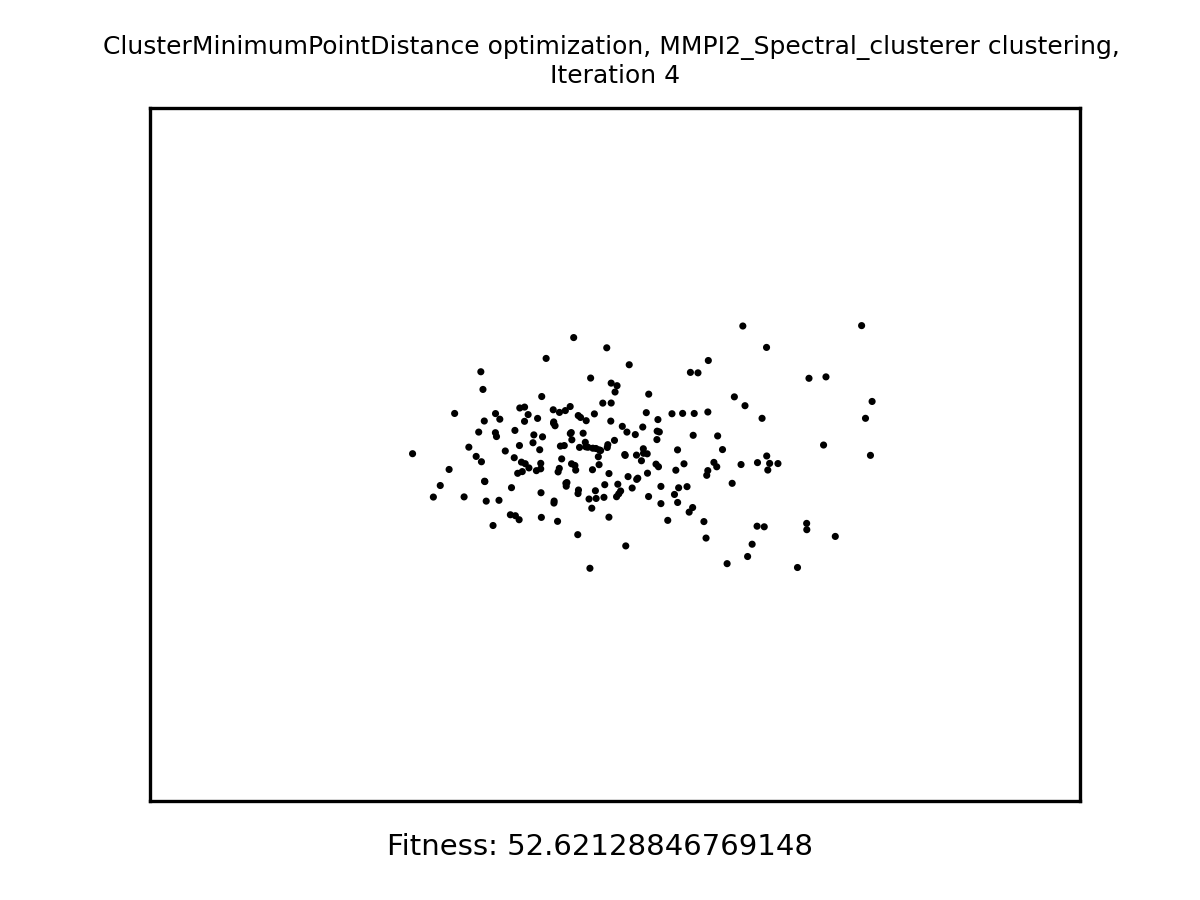 ClusterMinimumPointDistance optimization, MMPI2_Spectral_clusterer clustering,
Iteration 4
Fitness: 52.62128846769148